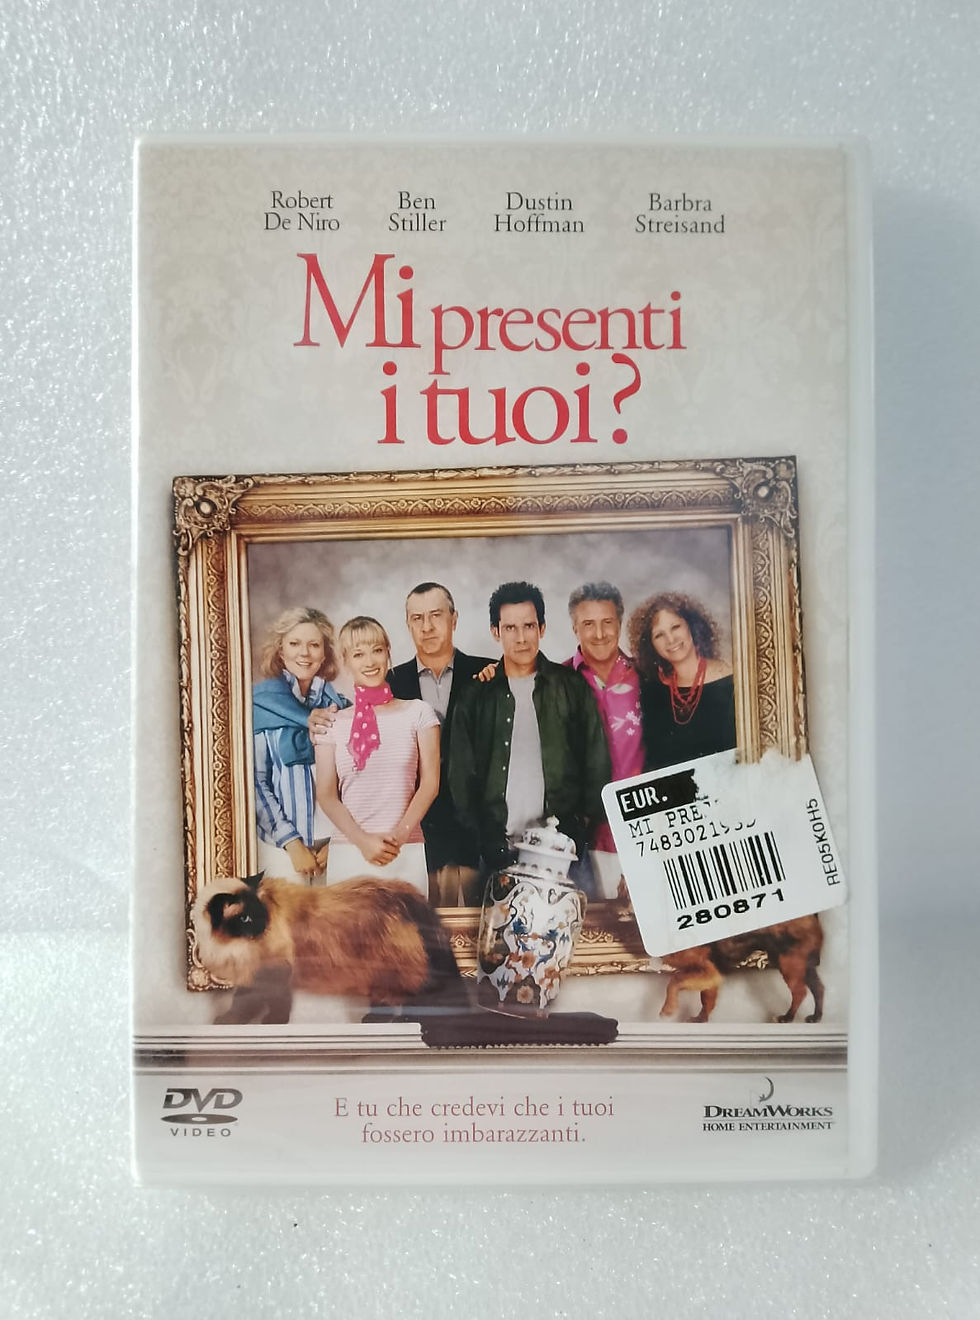 Robert De Niro
Ben Stiller
Dustin Hoffman
Barbra Streisand
Mi presenti
i tuoi?
EUR.
MI
280871
RE05K0H5
DVD
VIDEO
E tu che credevi che i tuoi
fossero imbarazzanti.
DREAMWORKS
HOME ENTERTAINMENT